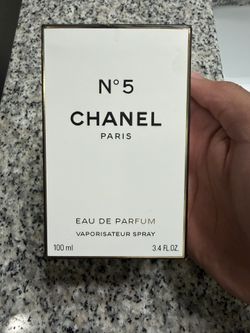 N°5
CHANEL
PARIS
EAU DE PARFUM
VAPORISATEUR SPRAY
100 ml 3.4 FL.OZ.